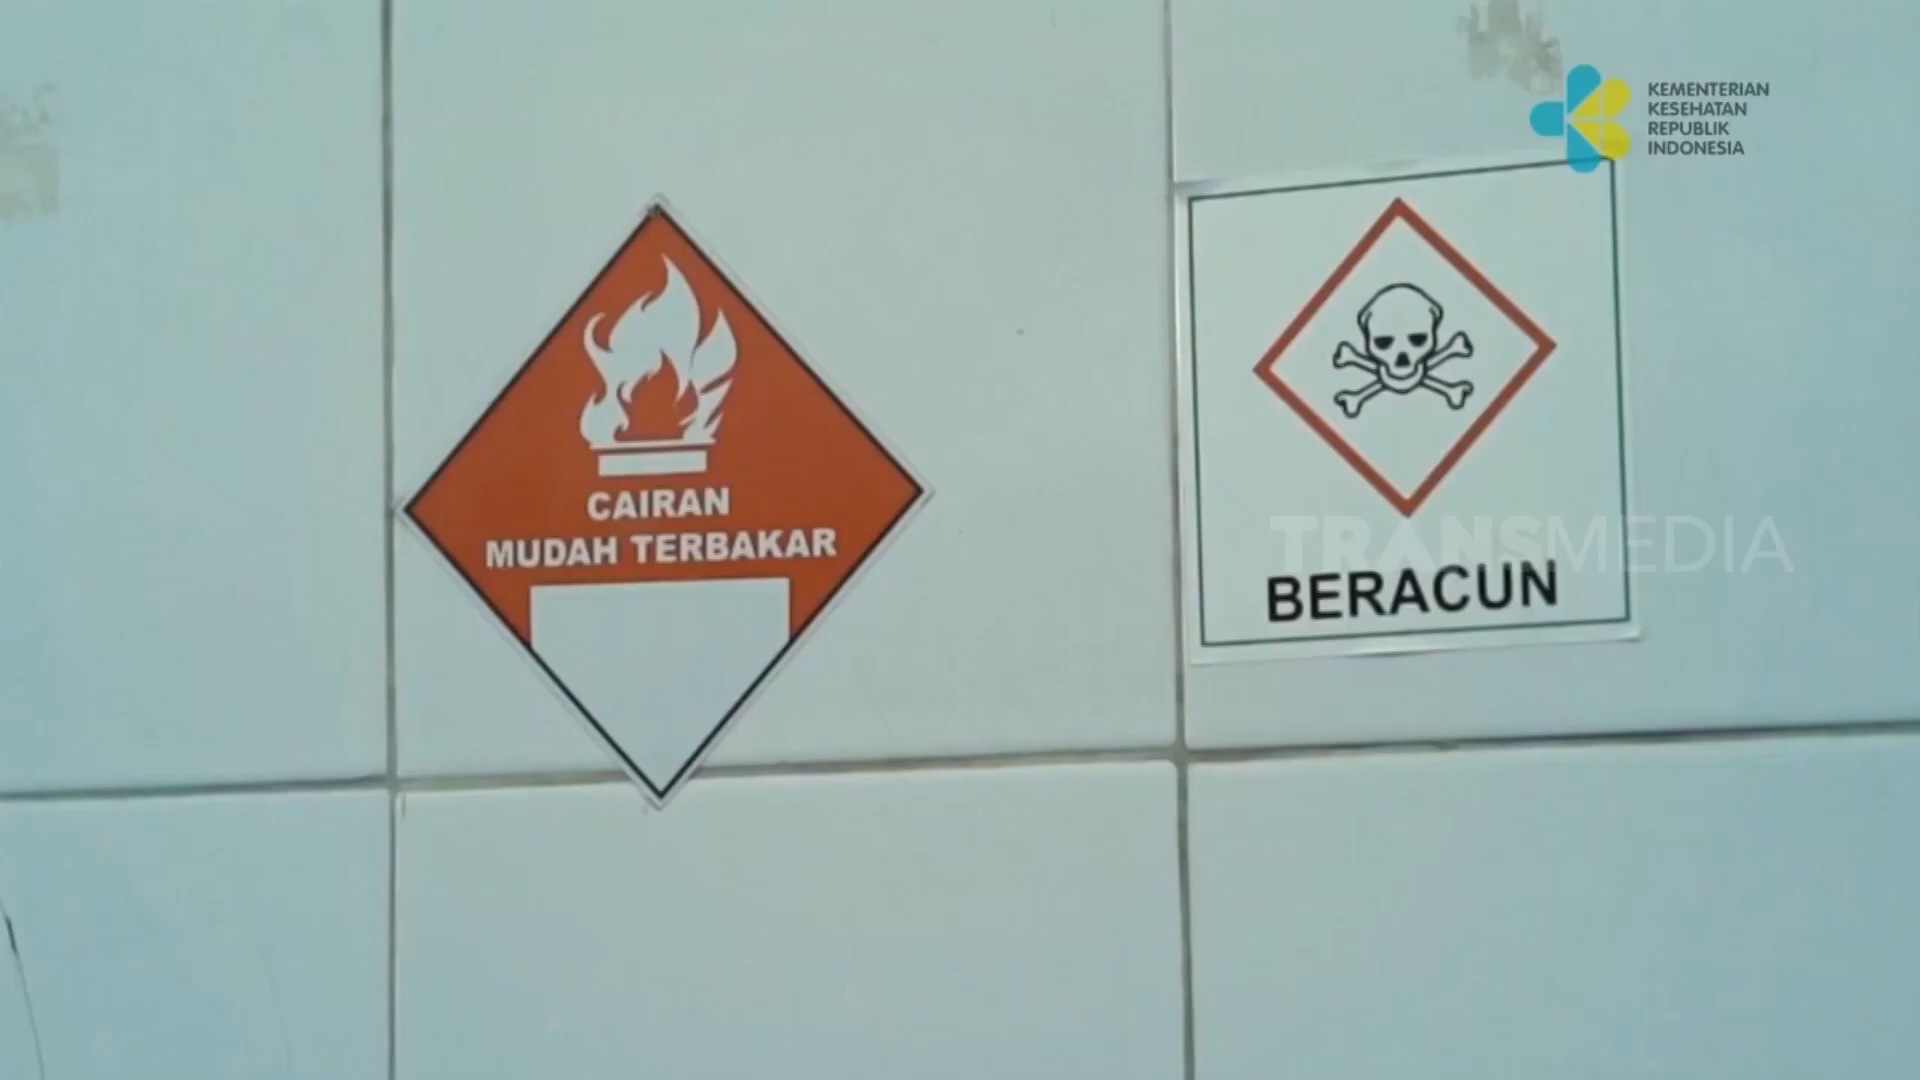 KEMENTERIAN
KESEHATAN
REPUBLIK
INDONESIA
CAIRAN
MUDAH TERBAKAR
TRANSMEDIA
BERACUN